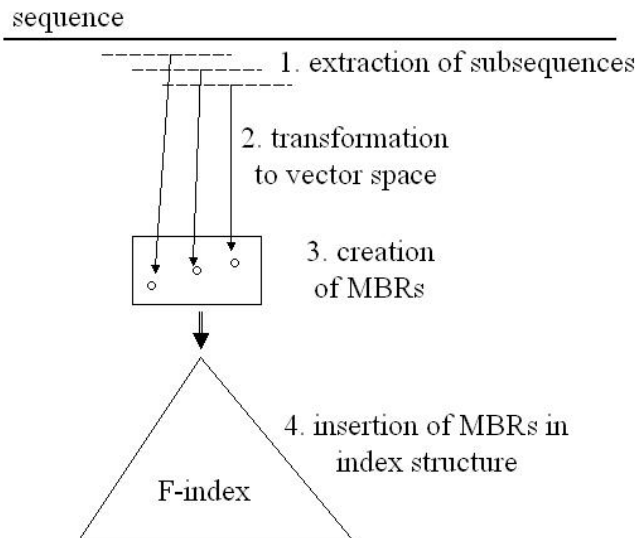 sequence
1. extraction of subsequences
2. transformation
to vector space
3. creation
of MBRs
4. insertion of MBRs in
index structure
F-index